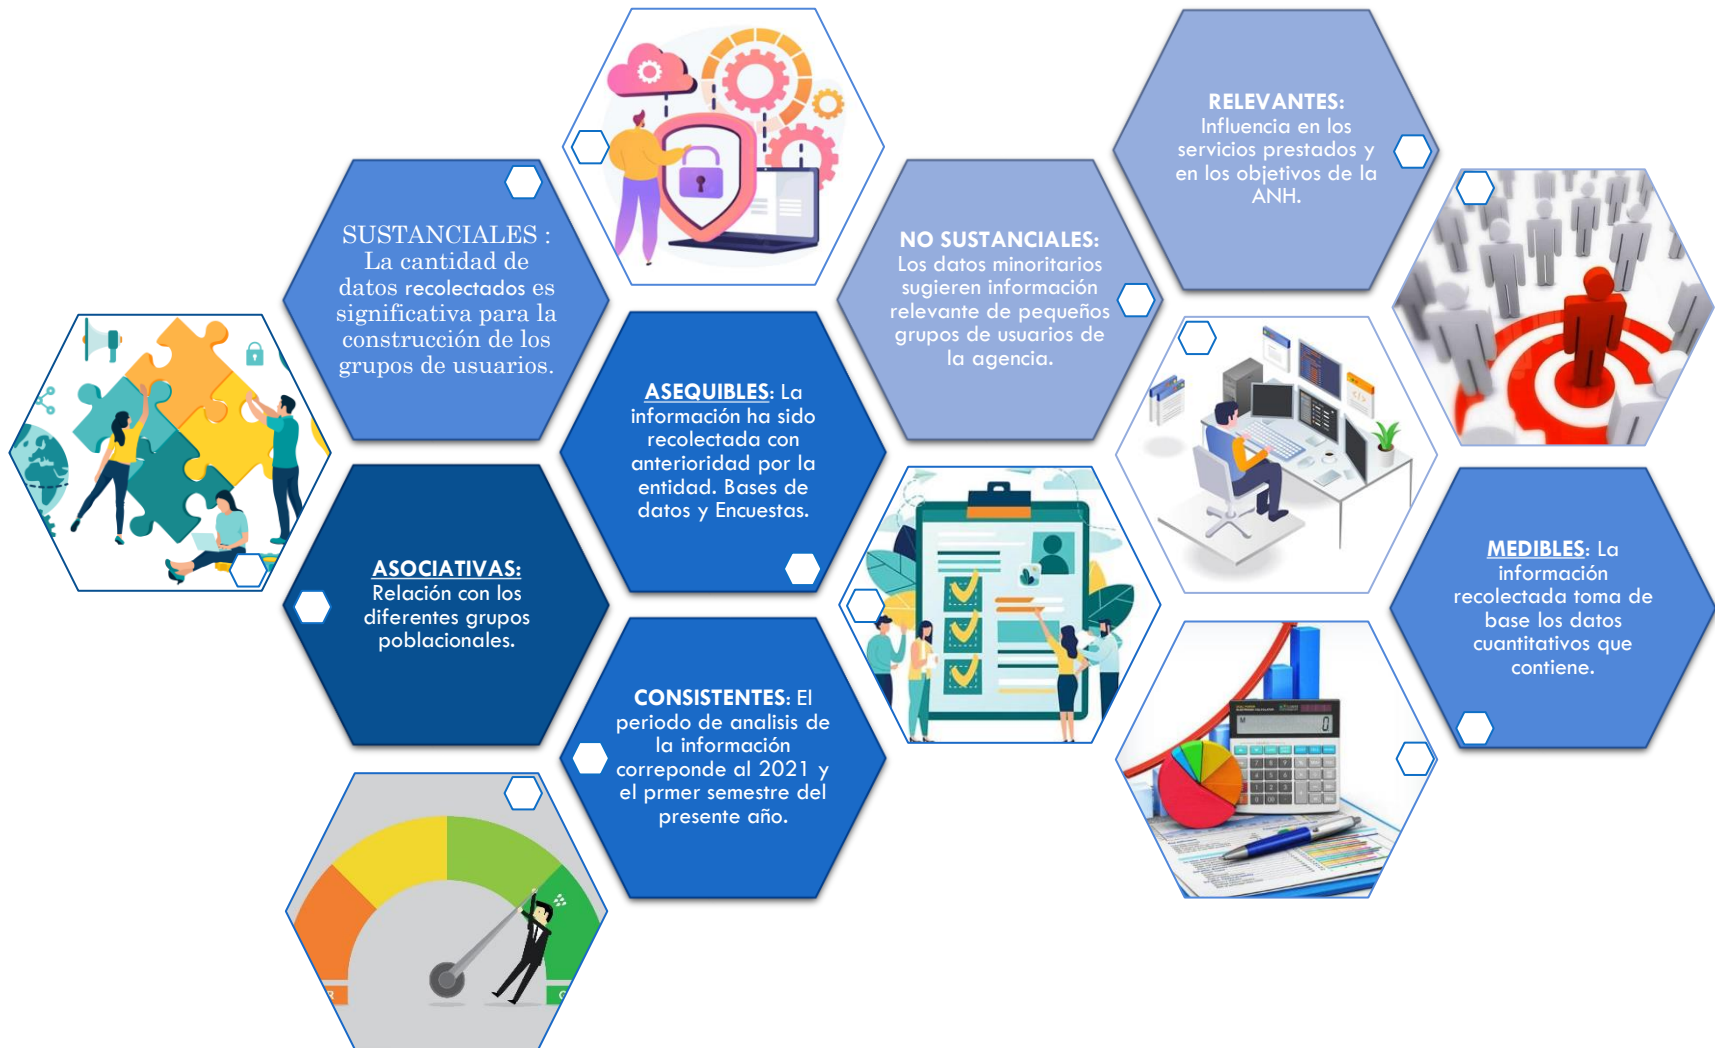 SUSTANCIALES :
La cantidad de
datos recolectados es
significativa para la
construcción de los
grupos de usuarios.
ASOCIATIVAS:
Relación con los
diferentes grupos
poblacionales.
ASEQUIBLES: La
información ha sido
recolectada con
anterioridad por la
entidad. Bases de
datos y Encuestas.
CONSISTENTES: El
periodo de analisis de
la información
correponde al 2021 y
el prmer semestre del
presente año.
NO SUSTANCIALES:
Los datos minoritarios
sugieren información
relevante de pequeños
grupos de usuarios de
la agencia.
RELEVANTES:
Influencia en los
servicios prestados y
en los objetivos de la
ANH.
MEDIBLES: La
información
recolectada toma de
base los datos
cuantitativos que
contiene.